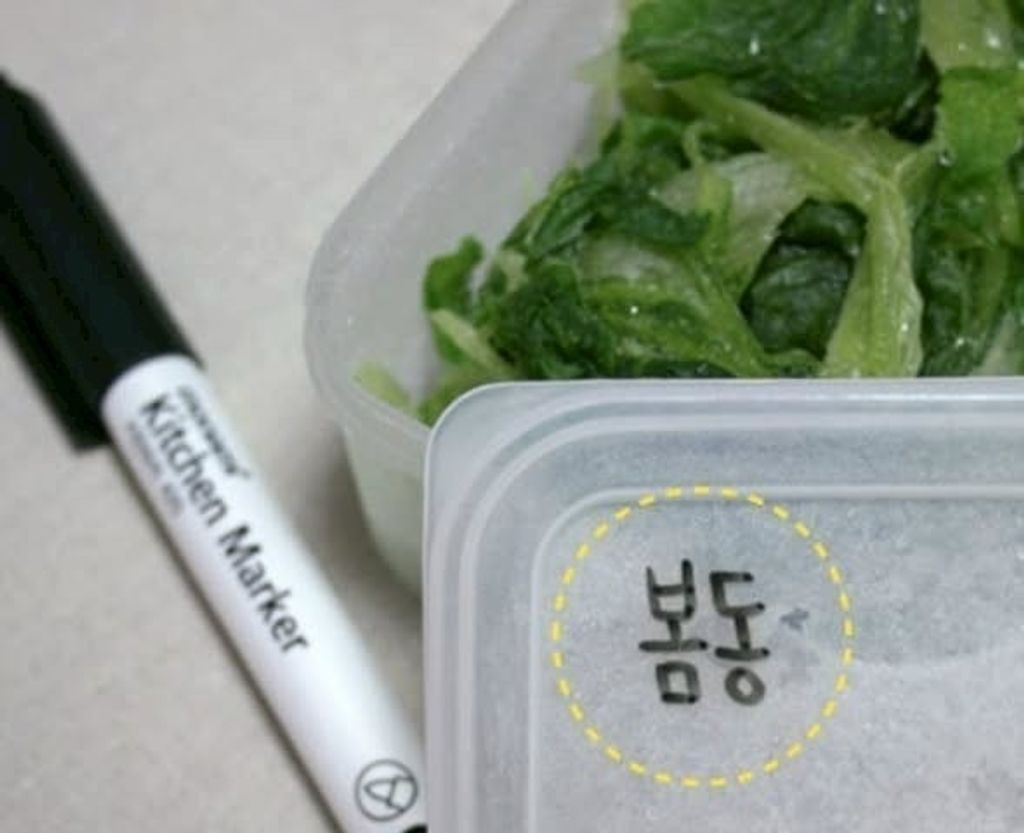 Kitchen Marker
봄동